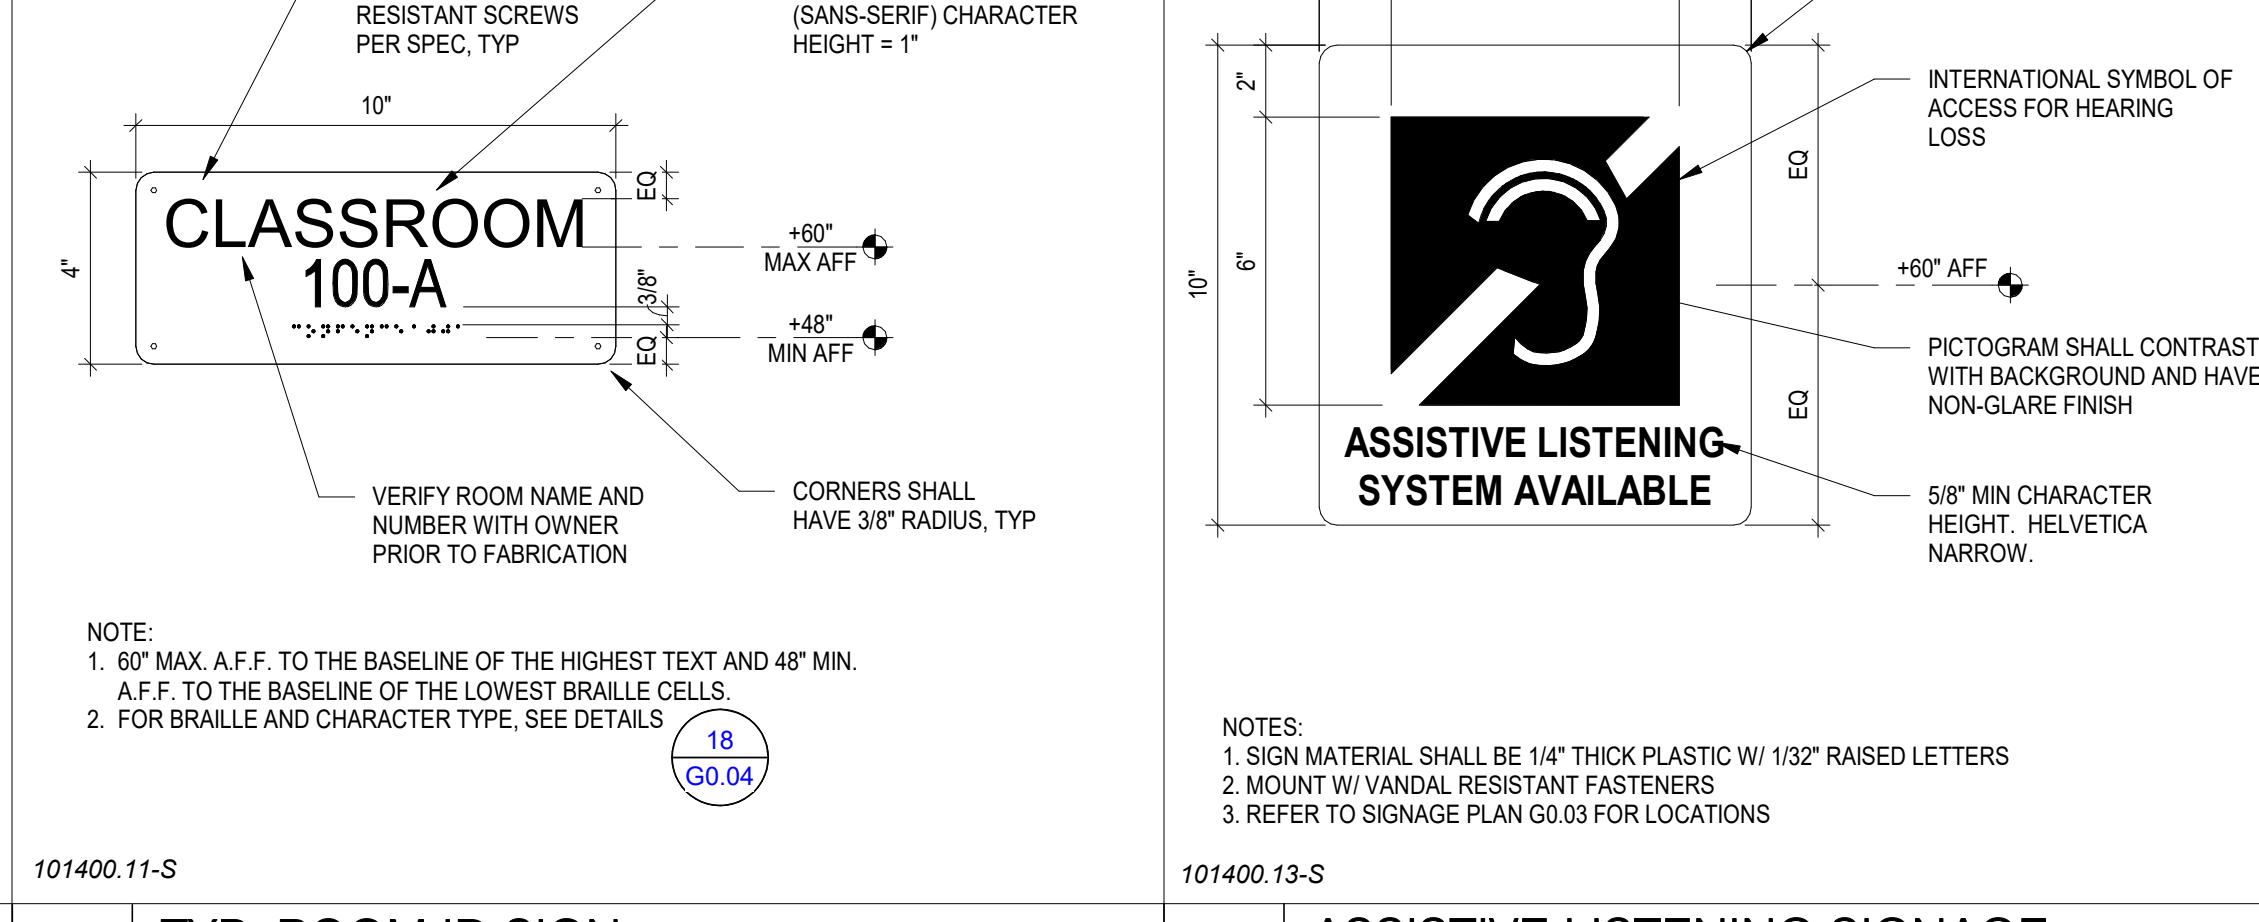 RESISTANT SCREWS
PER SPEC, TYP
(SANS-SERIF) CHARACTER
HEIGHT = 1"
10"
4"
CLASSROOM
100-A
EQ
3/8"
EQ
+60"
MAX AFF
+48"
MIN AFF
VERIFY ROOM NAME AND
NUMBER WITH OWNER
PRIOR TO FABRICATION
CORNERS SHALL
HAVE 3/8" RADIUS, TYP
NOTE:
1. 60" MAX. A.F.F. TO THE BASELINE OF THE HIGHEST TEXT AND 48" MIN.
A.F.F. TO THE BASELINE OF THE LOWEST BRAILLE CELLS.
2. FOR BRAILLE AND CHARACTER TYPE, SEE DETAILS
18
G0.04
101400.11-S
TYP. ROOM ID SIGN
2"
6"
10"
EQ
EQ
INTERNATIONAL SYMBOL OF
ACCESS FOR HEARING
LOSS
+60" AFF
PICTOGRAM SHALL CONTRAST
WITH BACKGROUND AND HAVE
NON-GLARE FINISH
ASSISTIVE LISTENING
SYSTEM AVAILABLE
5/8" MIN CHARACTER
HEIGHT. HELVETICA
NARROW.
NOTES:
1. SIGN MATERIAL SHALL BE 1/4" THICK PLASTIC W/ 1/32" RAISED LETTERS
2. MOUNT W/ VANDAL RESISTANT FASTENERS
3. REFER TO SIGNAGE PLAN G0.03 FOR LOCATIONS
101400.13-S
ASSISTIVE LISTENING SIGNAGE